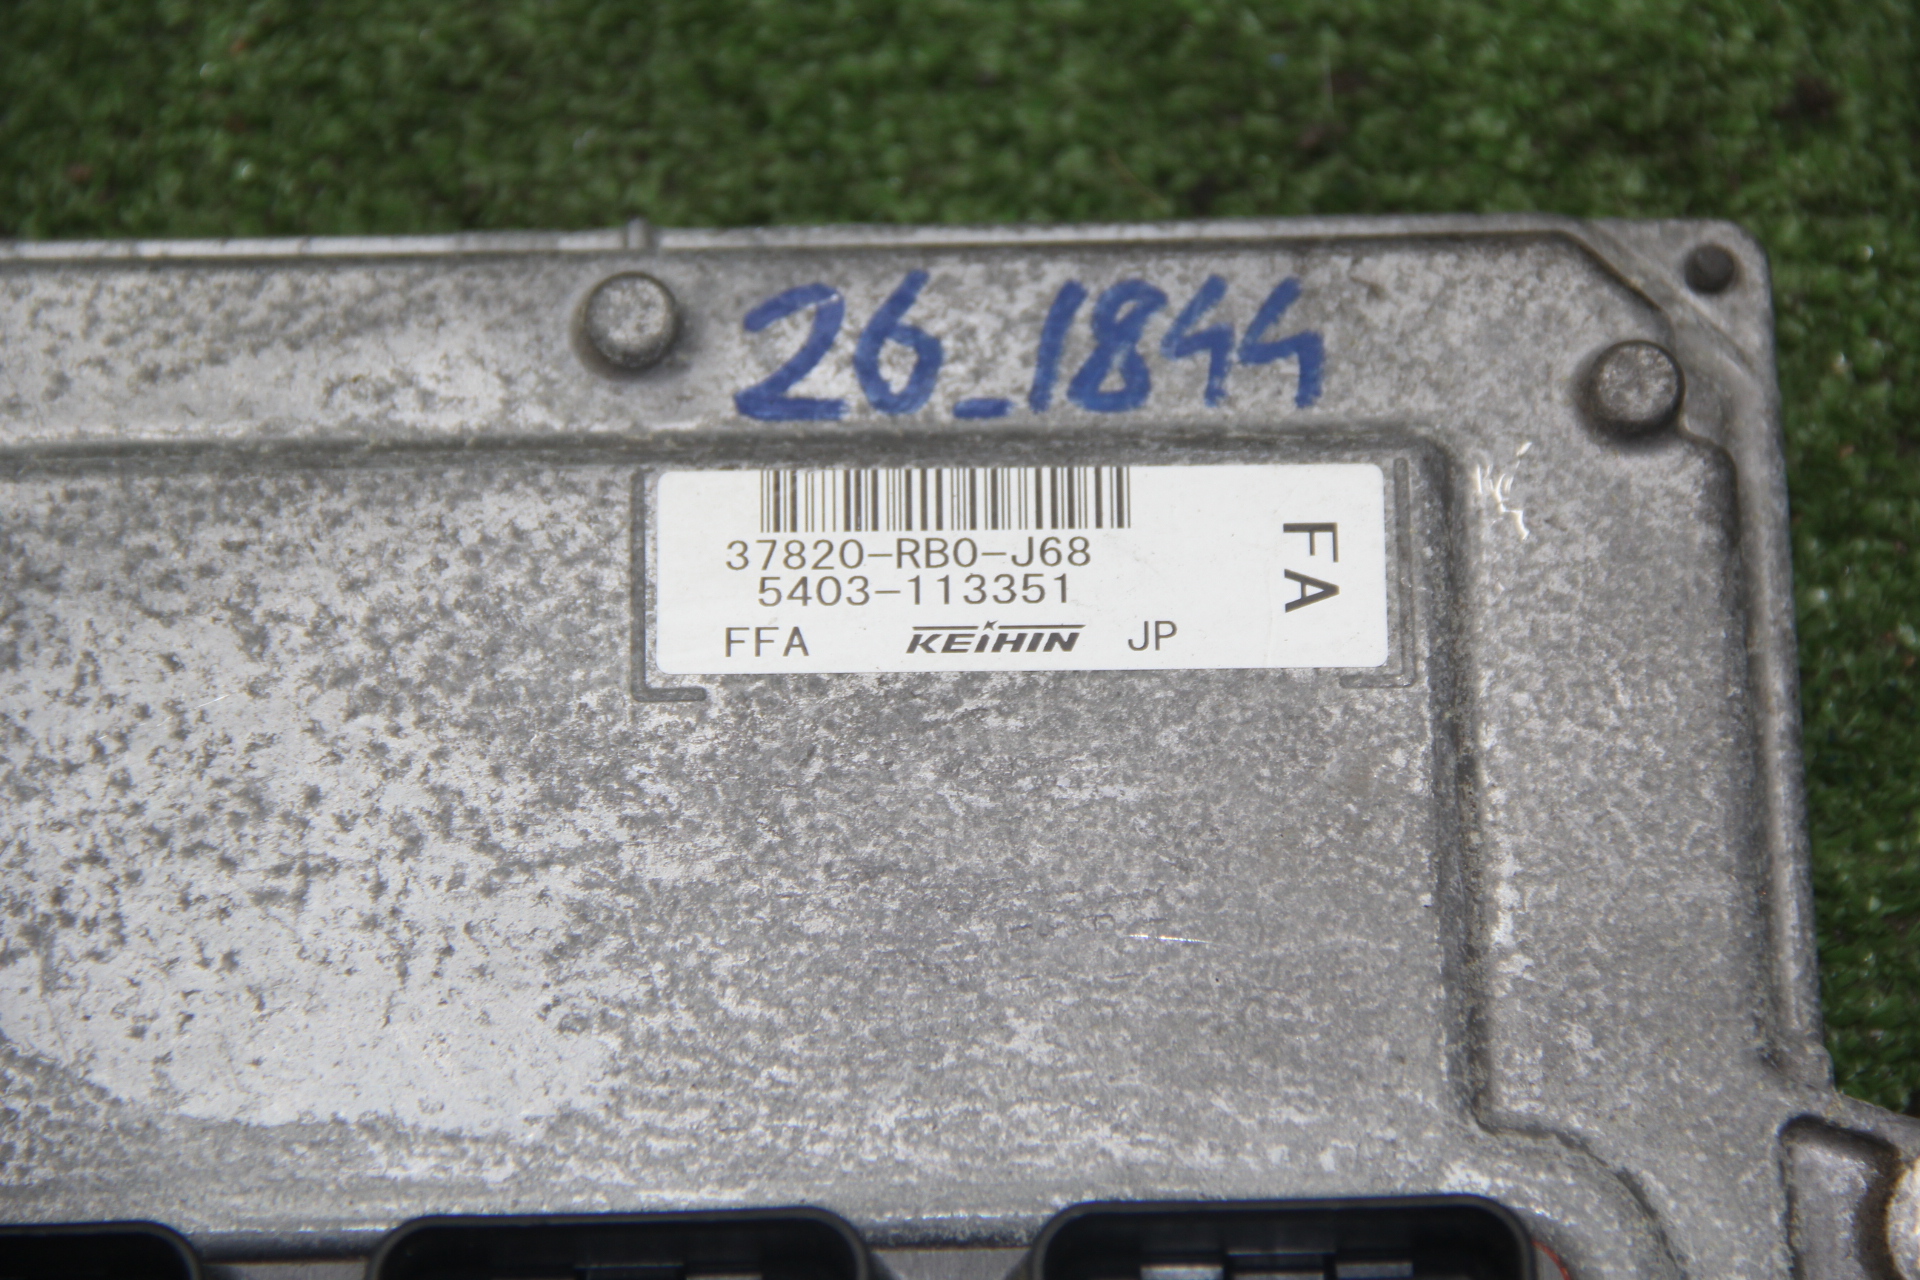 26_1844
37820-RB0-J68
5403-113351
FFA KEIHIN JP
FA